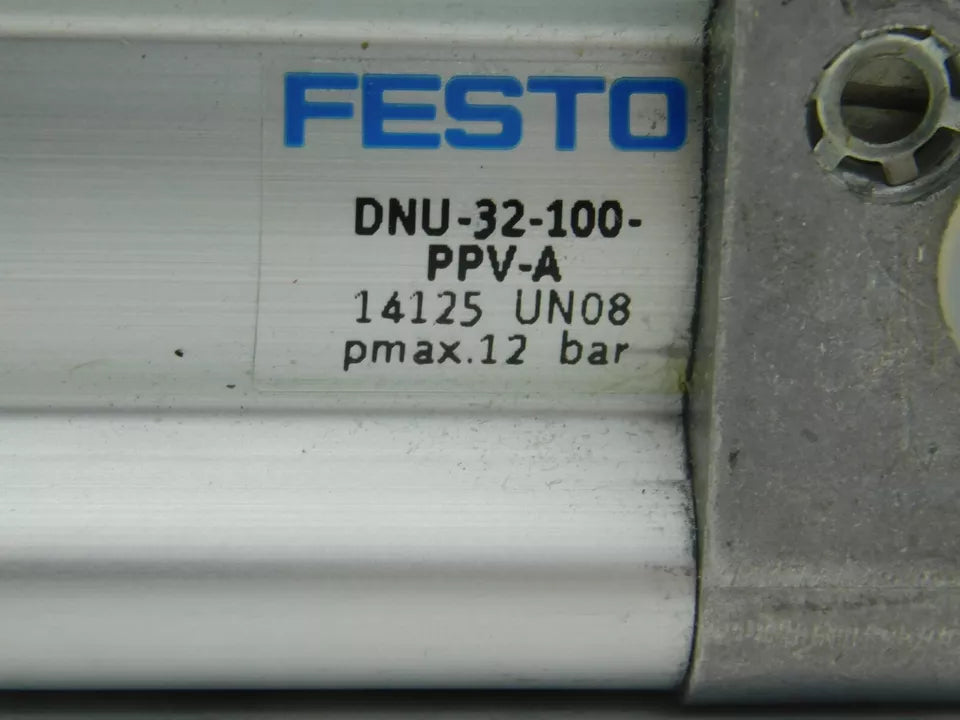 FESTO
DNU-32-100-
PPV-A
14125 UN08
pmax.12 bar